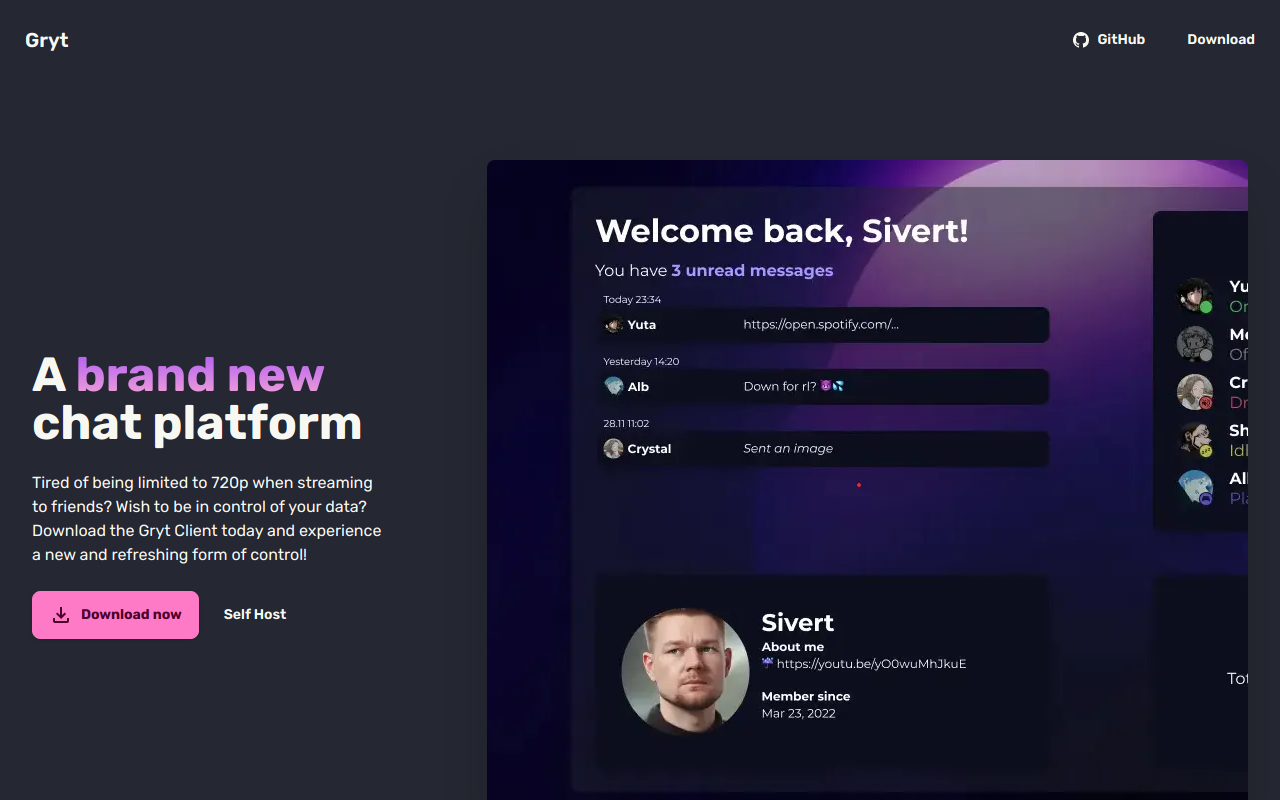 Gryt
GitHub
Download
A brand new
chat platform
Tired of being limited to 720p when streaming
to friends? Wish to be in control of your data?
Download the Gryt Client today and experience
a new and refreshing form of control!
Download now
Self Host
Welcome back, Sivert!
You have 3 unread messages
Today 23:34
Yuta https://open.spotify.com/...
Yesterday 14:20
Alb Down for rl? 😈💦
28.11 11:02
Crystal Sent an image
Sivert
About me
https://youtu.be/yO0wuMhJkuE
Member since
Mar 23, 2022
Yu
On
Me
Of
Cr
Dr
Sh
Idl
Al
Pla
Tot